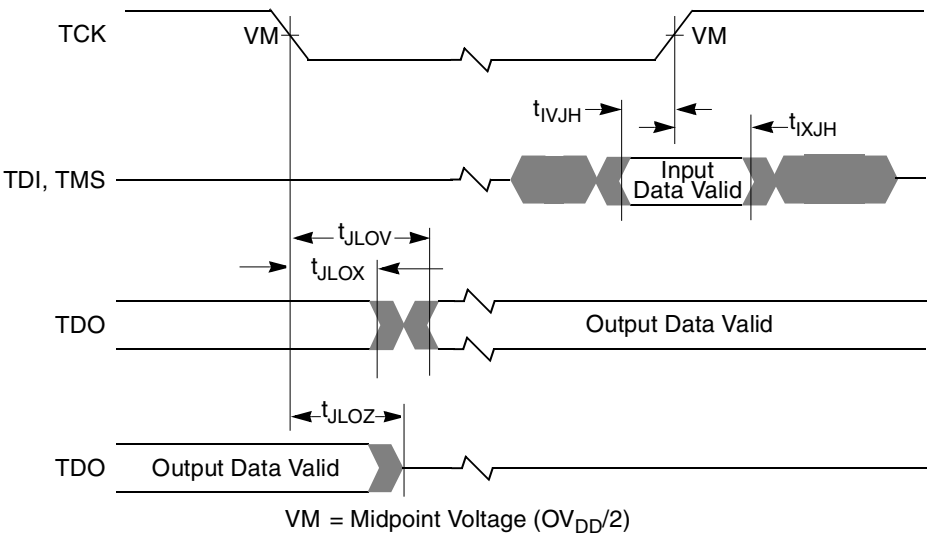 TCK
VM
VM
tIVJH
tIXJH
TDI, TMS
Input
Data Valid
tJLOV
tJLOX
TDO
Output Data Valid
tJLOZ
TDO
Output Data Valid
VM = Midpoint Voltage (OVDD/2)